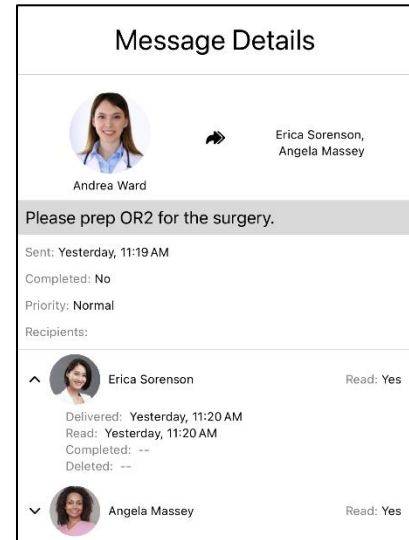 Message Details
Erica Sorenson,
Angela Massey
Andrea Ward
Please prep OR2 for the surgery.
Sent: Yesterday, 11:19 AM
Completed: No
Priority: Normal
Recipients:
Erica Sorenson Read: Yes
Delivered: Yesterday, 11:20 AM
Read: Yesterday, 11:20 AM
Completed: --
Deleted: --
Angela Massey Read: Yes